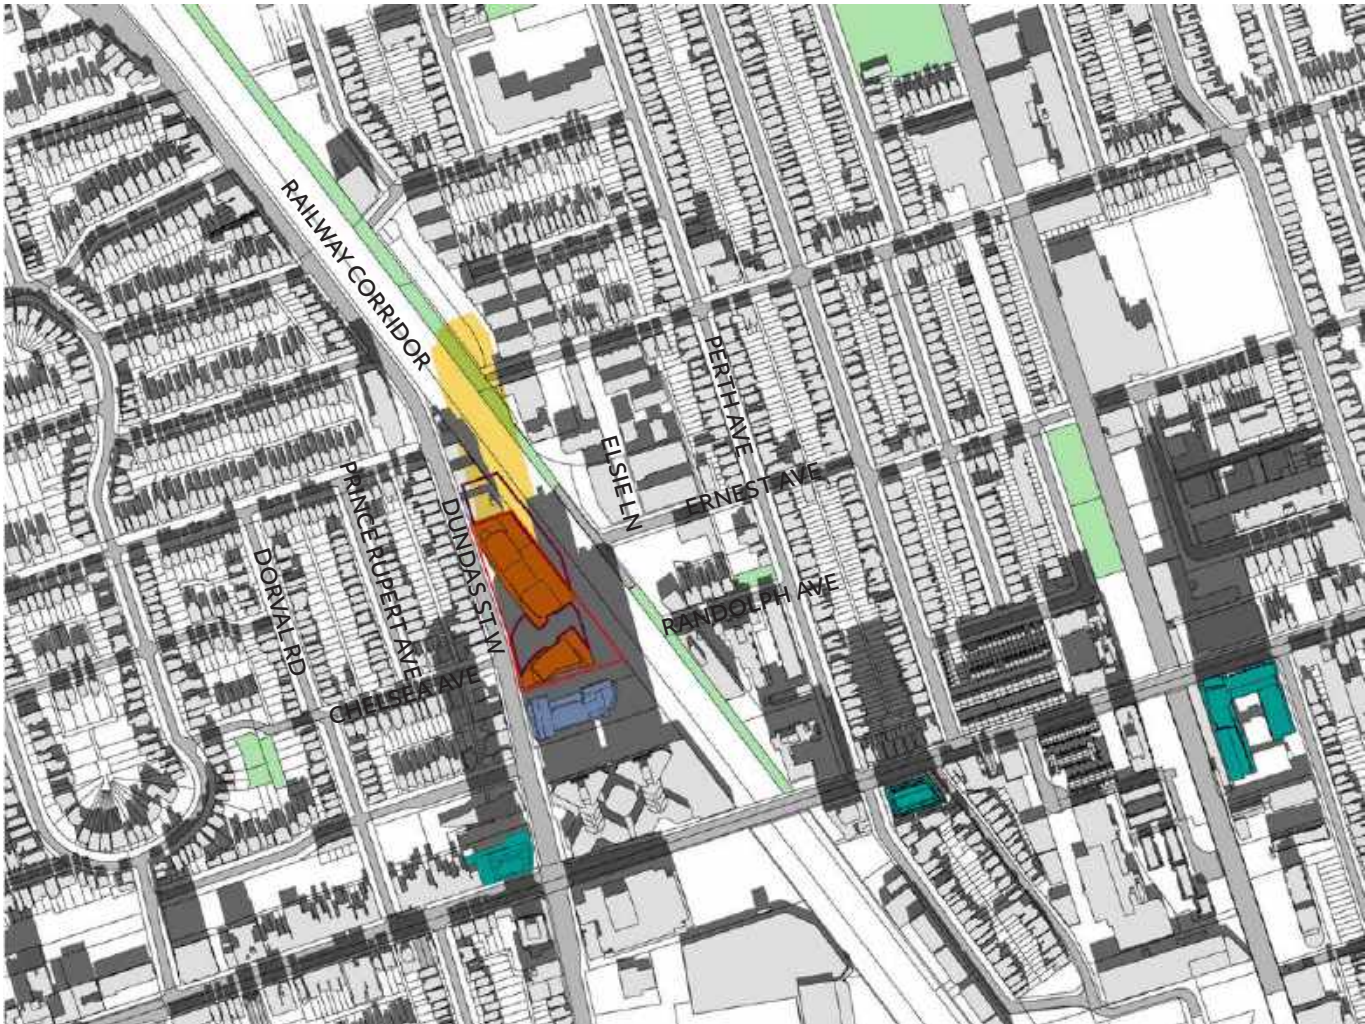 RAILWAY CORRIDOR
PERTH AVE
ELSIE LN
ERNEST AVE
PRINCE RUPERT AVE
DUNDAS ST W
DORVAL RD
RANDOLPH AVE
CHELSEA AVE